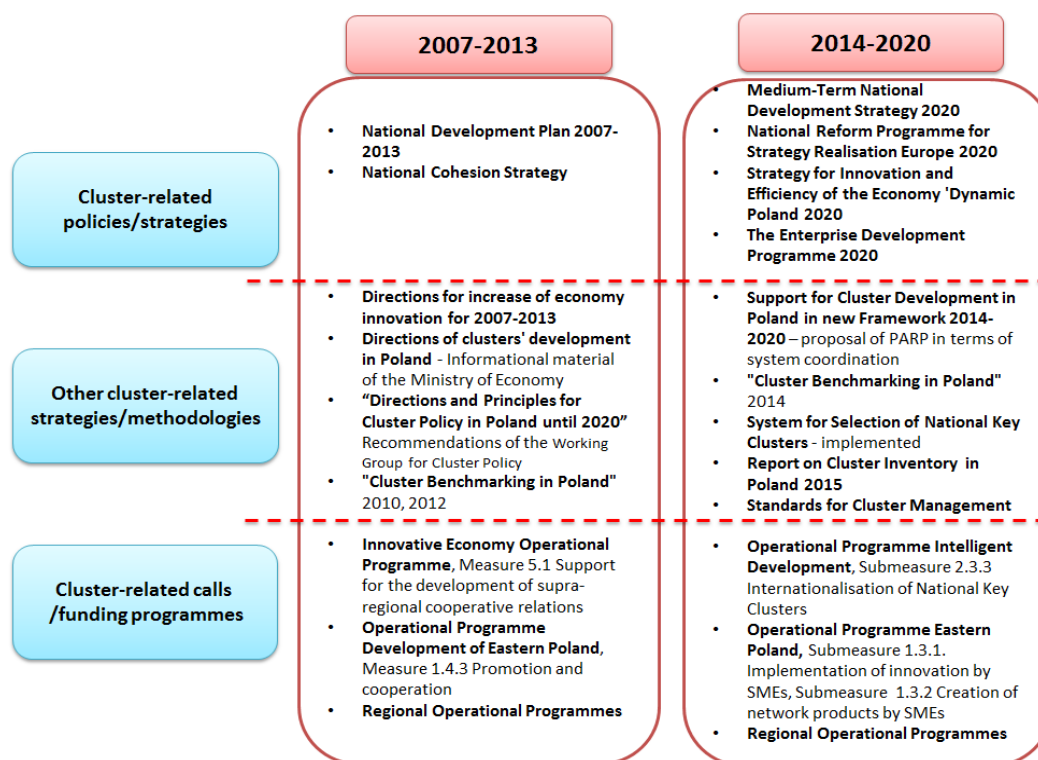 2007-2013
2014-2020
Cluster-related
policies/strategies
• National Development Plan 2007-
2013
• National Cohesion Strategy
• Medium-Term National
Development Strategy 2020
• National Reform Programme for
Strategy Realisation Europe 2020
• Strategy for Innovation and
Efficiency of the Economy 'Dynamic
Poland 2020
• The Enterprise Development
Programme 2020
Other cluster-related
strategies/methodologies
• Directions for increase of economy
innovation for 2007-2013
• Directions of clusters' development
in Poland - Informational material
of the Ministry of Economy
• “Directions and Principles for
Cluster Policy in Poland until 2020”
Recommendations of the Working
Group for Cluster Policy
• "Cluster Benchmarking in Poland"
2010, 2012
• Support for Cluster Development in
Poland in new Framework 2014-
2020 – proposal of PARP in terms of
system coordination
• "Cluster Benchmarking in Poland"
2014
• System for Selection of National Key
Clusters - implemented
• Report on Cluster Inventory in
Poland 2015
• Standards for Cluster Management
Cluster-related calls
/funding programmes
• Innovative Economy Operational
Programme, Measure 5.1 Support
for the development of supra-
regional cooperative relations
• Operational Programme
Development of Eastern Poland,
Measure 1.4.3 Promotion and
cooperation
• Regional Operational Programmes
• Operational Programme Intelligent
Development, Submeasure 2.3.3
Internationalisation of National Key
Clusters
• Operational Programme Eastern
Poland, Submeasure 1.3.1.
Implementation of innovation by
SMEs, Submeasure 1.3.2 Creation of
network products by SMEs
• Regional Operational Programmes